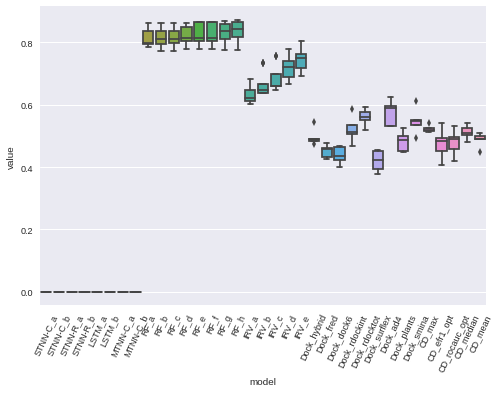 0.8
0.6
0.4
0.2
0.0
value
STNN-C_a
STNN-C_b
STNN-R_a
STNN-R_b
LSTM_a
LSTM_b
MTNN-C_a
MTNN-C_b
RF_a
RF_b
RF_c
RF_d
RF_e
RF_f
RF_g
RF_h
IRV_a
IRV_b
IRV_c
IRV_d
IRV_e
Dock_hybrid
Dock_fred
Dock_dock6
Dock_rdockint
Dock_rdocktot
Dock_surflex
Dock_ad4
Dock_plants
Dock_smina
CD_max
CD_efr1_opt
CD_rocauc_opt
CD_median
CD_mean
model